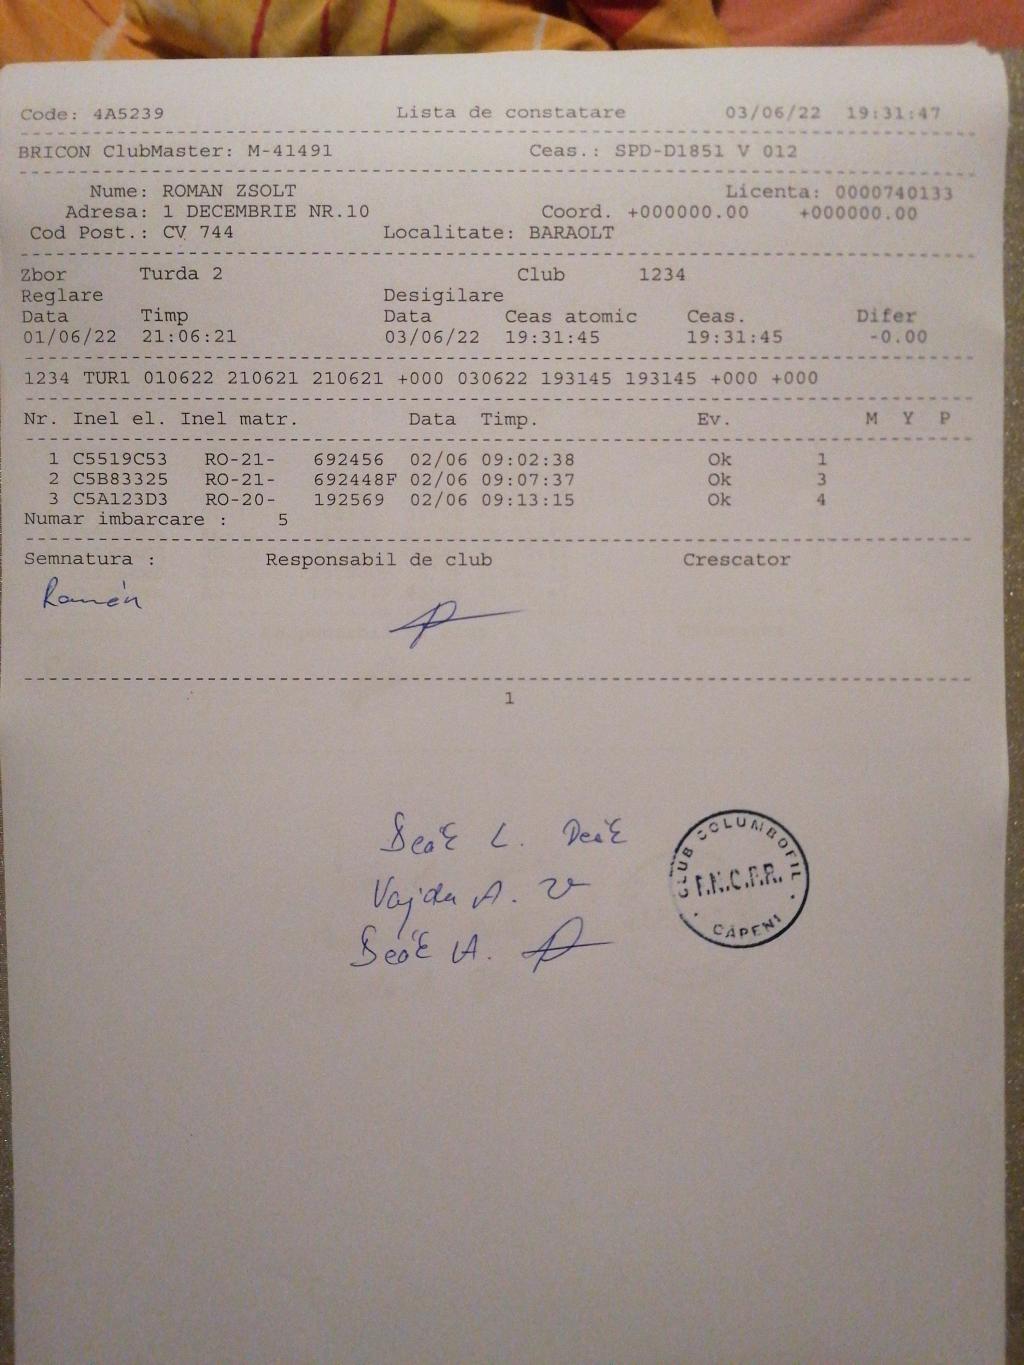 Code: 4A5239 Lista de constatare 03/06/22 19:31:47
BRICON ClubMaster: M-41491 Ceas.: SPD-D1851 V 012
Nume: ROMAN ZSOLT Licenta: 0000740133
Adresa: 1 DECEMBRIE NR.10 Coord. +000000.00 +000000.00
Cod Post.: CV 744 Localitate: BARAOLT
Zbor Turda 2 Club 1234
Reglare Desigilare
Data Timp Data Ceas atomic Ceas. Difer
01/06/22 21:06:21 03/06/22 19:31:45 19:31:45 -0.00
1234 TUR1 010622 210621 210621 +000 030622 193145 193145 +000 +000
Nr. Inel el. Inel matr. Data Timp. Ev. M Y P
1 C5519C53 RO-21- 692456 02/06 09:02:38 Ok 1
2 C5B83325 RO-21- 692448F 02/06 09:07:37 Ok 3
3 C5A123D3 RO-20- 192569 02/06 09:13:15 Ok 4
Numar imbarcare : 5
Semnatura : Responsabil de club Crescator
Román
1
Deák L. Deák
Vajda A. V
Deák A.
CLUB COLUMBOFIL
F.N.C.P.R.
CĂPENI